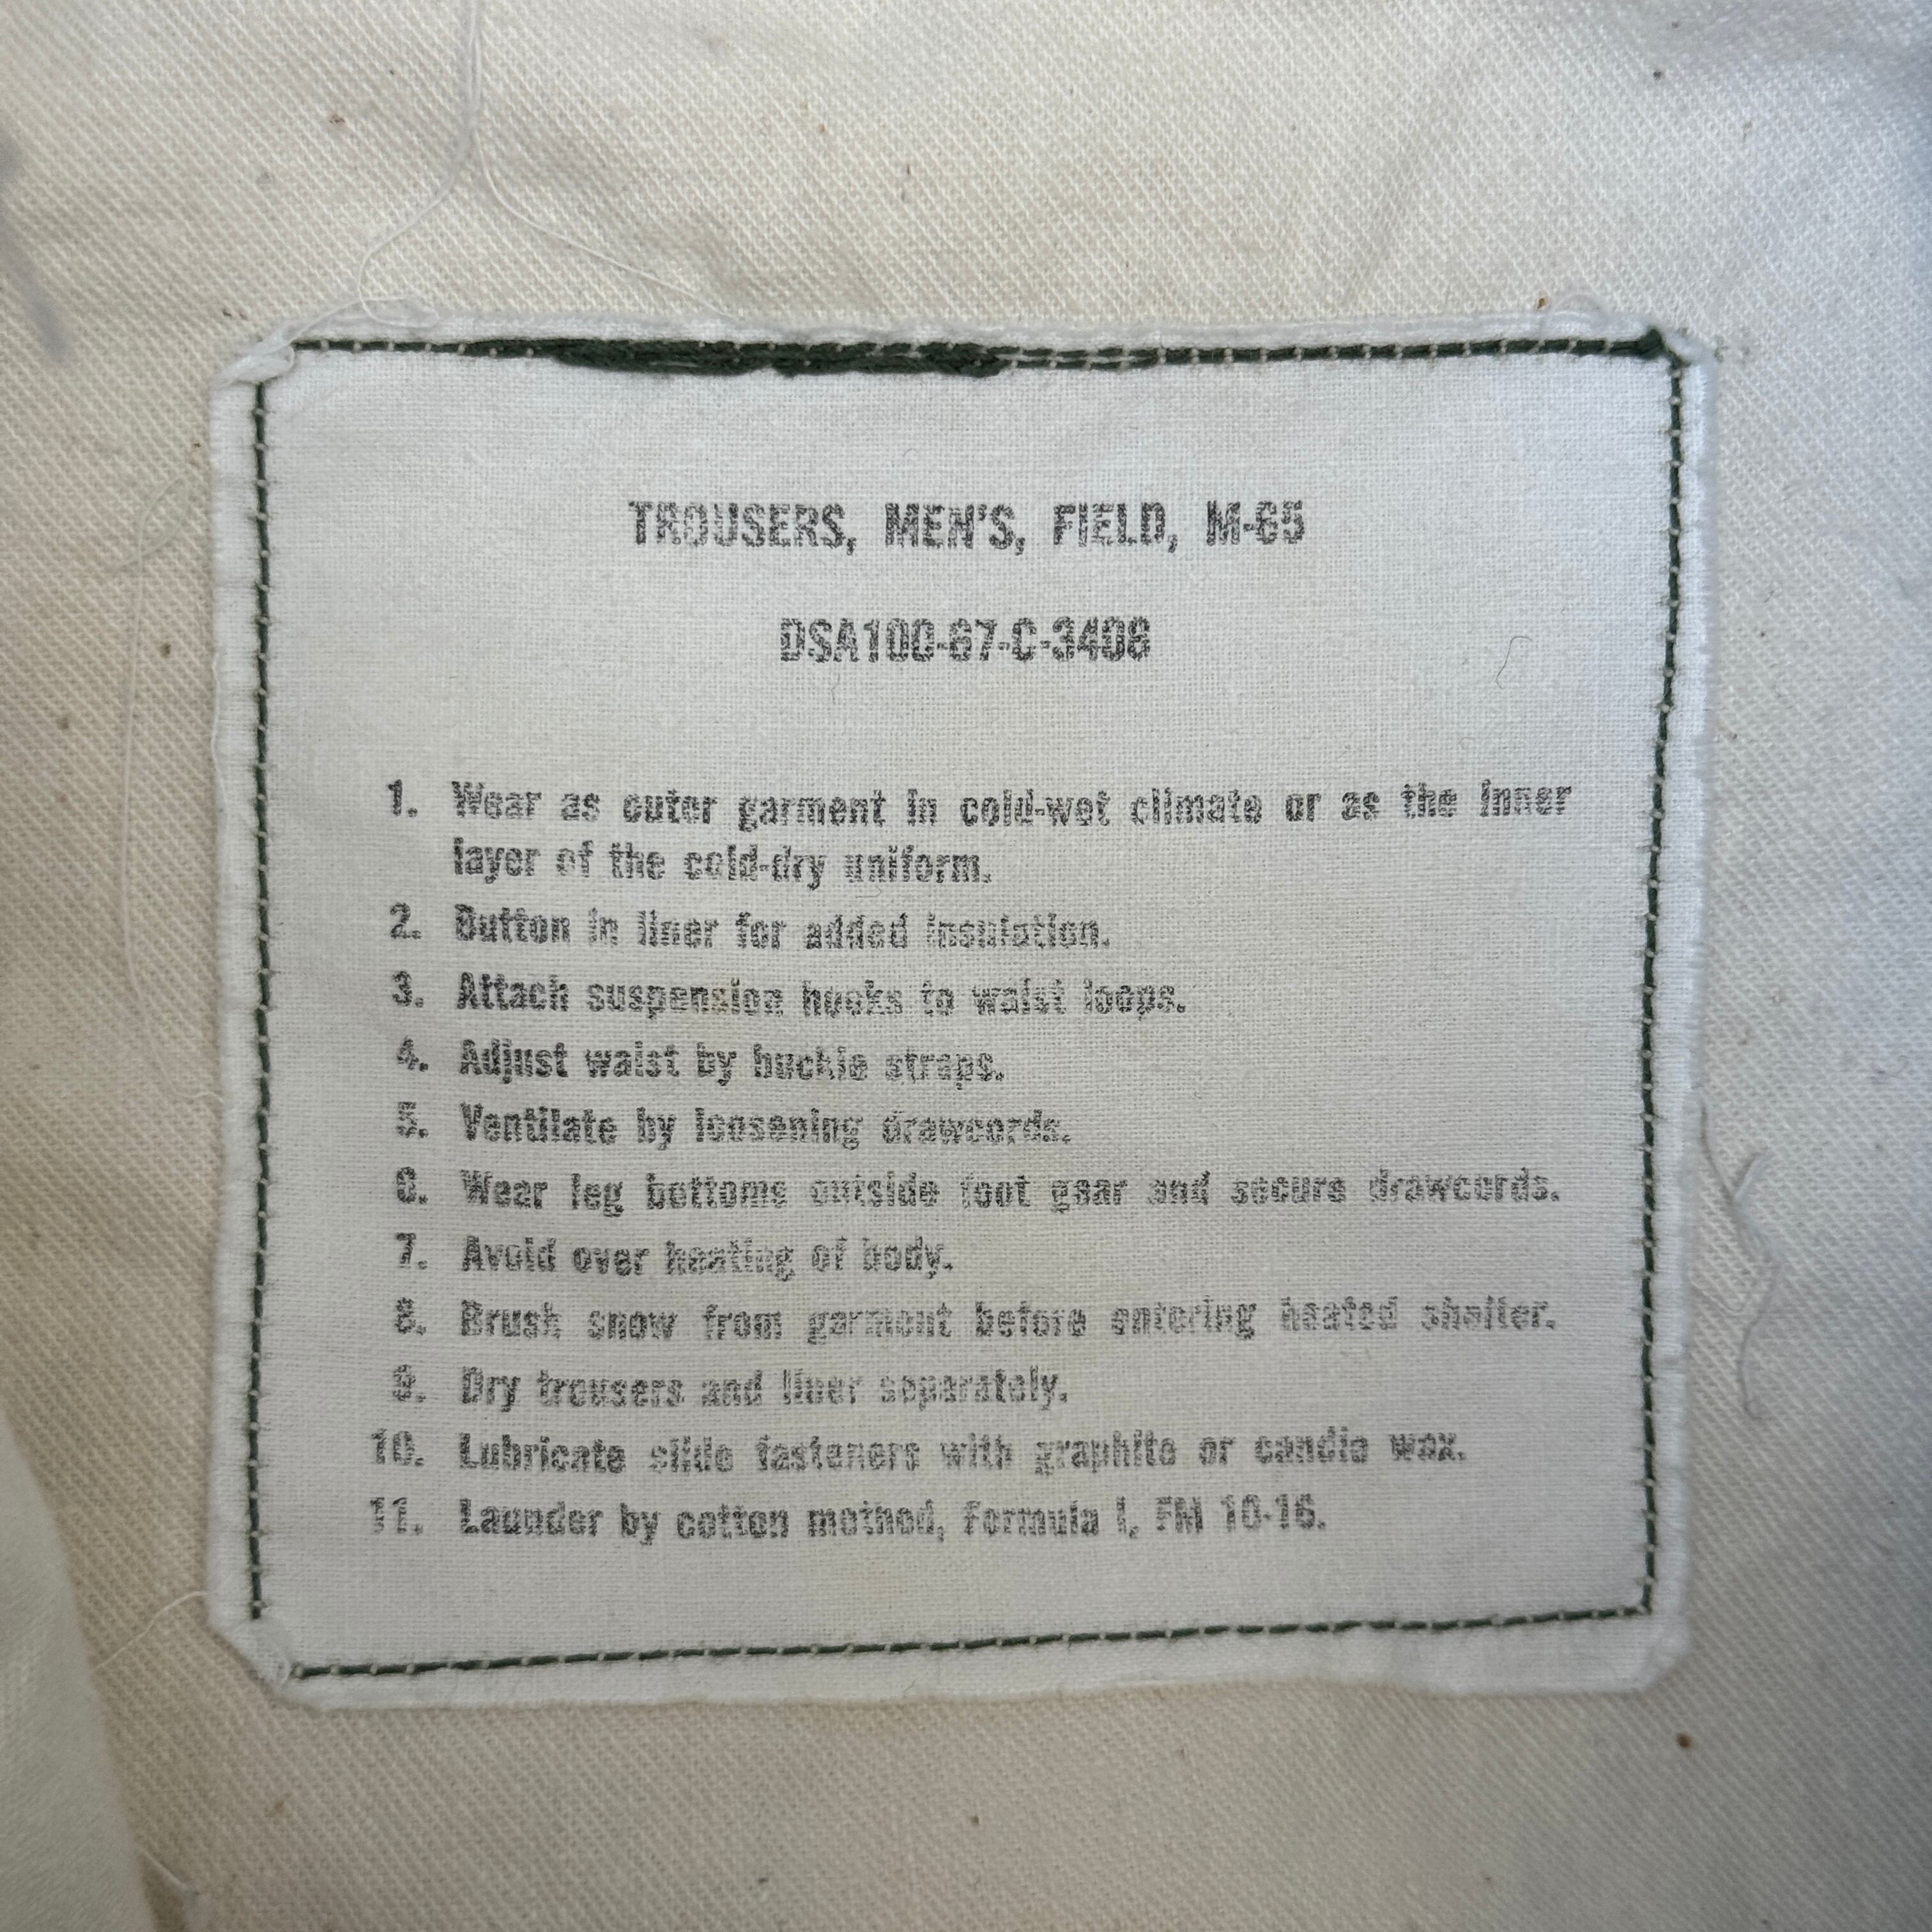 TROUSERS, MEN'S, FIELD, M-65
DSA100-67-C-3406
1. Wear as outer garment in cold-wet climate or as the inner
layer of the cold-dry uniform.
2. Button in liner for added insulation.
3. Attach suspension hooks to waist loops.
4. Adjust waist by buckle straps.
5. Ventilate by loosening drawcords.
6. Wear leg bottoms outside foot gear and secure drawcords.
7. Avoid over heating of body.
8. Brush snow from garment before entering heated shelter.
9. Dry trousers and liner separately.
10. Lubricate slide fasteners with graphite or candle wax.
11. Launder by cotton method, Formula I, FM 10-16.